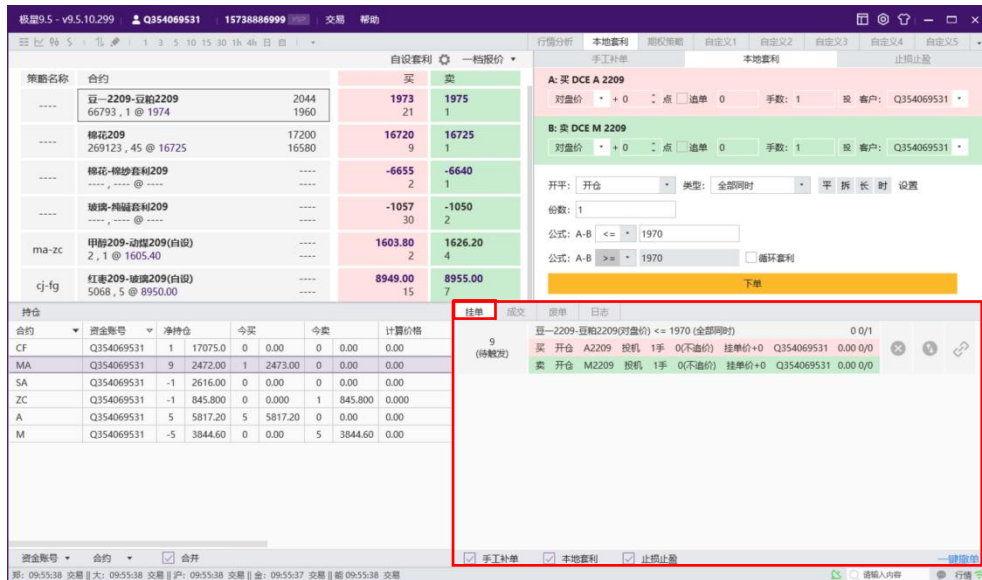 极星9.5 - v9.5.10.299 Q354069531 15738886999 交易 帮助
1 3 5 10 15 30 1h 4h 日 行情分析 本地套利 期权策略 自定义1 自定义2 自定义3 自定义4 自定义5
自设套利 一档报价 手工补单 本地套利 止损止盈
策略名称 合约 买 卖
---- 豆一2209-豆粕2209 2044 1973 1975
66793 , 1 @ 1974 1960 21 1
---- 棉花209 17200 16720 16725
269123 , 45 @ 16725 16580 9 1
---- 棉花-棉纱套利209 ---- -6655 -6640
---- , ---- @ ---- ---- 2 1
---- 玻璃-纯碱套利209 ---- -1057 -1050
---- , ---- @ ---- ---- 30 2
ma-zc 甲醇209-动煤209(自设) ---- 1603.80 1626.20
2 , 1 @ 1605.40 ---- 2 4
cj-fg 红枣209-玻璃209(自设) ---- 8949.00 8955.00
5068 , 5 @ 8950.00 ---- 15 7
A: 买 DCE A 2209
对盘价 + 0 点 追单 0 手数: 1 投 客户: Q354069531
B: 卖 DCE M 2209
对盘价 + 0 点 追单 0 手数: 1 投 客户: Q354069531
开平: 开仓 类型: 全部同时 平 拆 长 时 设置
份数: 1
公式: A-B <= 1970
公式: A-B >= 1970 循环套利
下单
持仓
合约 资金账号 净持仓 今买 今卖 计算价格
CF Q354069531 1 17075.0 0 0.00 0 0.00 0.00
MA Q354069531 9 2472.00 1 2473.00 0 0.00 0.00
SA Q354069531 -1 2616.00 0 0.00 0 0.00 0.00
ZC Q354069531 -1 845.800 0 0.000 1 845.800 0.000
A Q354069531 5 5817.20 5 5817.20 0 0.00 0.00
M Q354069531 -5 3844.60 0 0.00 5 3844.60 0.00
挂单 成交 废单 日志
豆一2209-豆粕2209(对盘价) <= 1970 (全部同时) 0 0/1
9
(待触发)
买 开仓 A2209 投机 1手 0(不追价) 挂单价+0 Q354069531 0.00 0/0
卖 开仓 M2209 投机 1手 0(不追价) 挂单价+0 Q354069531 0.00 0/0
资金账号 合约 合并 手工补单 本地套利 止损止盈 一键撤单
郑: 09:55:38 交易 || 大: 09:55:38 交易 || 沪: 09:55:38 交易 || 金: 09:55:37 交易 || 能 09:55:38 交易 请输入内容 行情